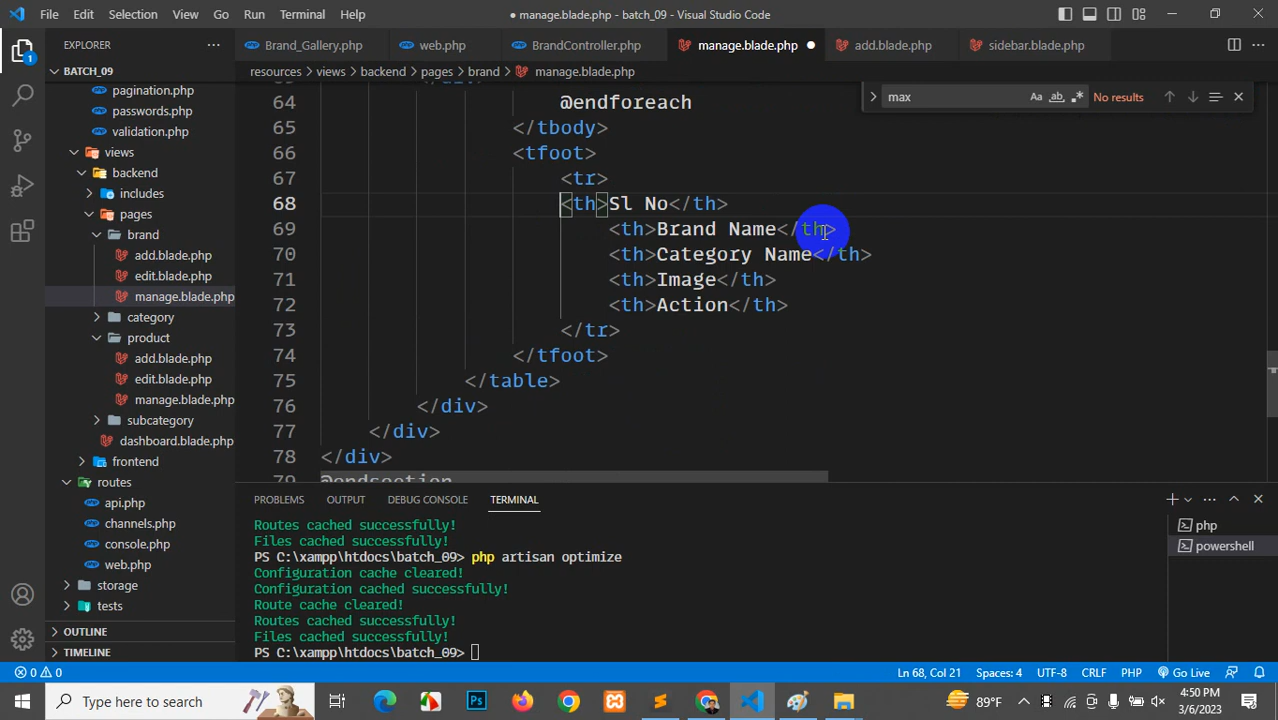 File Edit Selection View Go Run Terminal Help
● manage.blade.php - batch_09 - Visual Studio Code
EXPLORER
Brand_Gallery.php
web.php
BrandController.php
manage.blade.php
add.blade.php
sidebar.blade.php
BATCH_09
resources > views > backend > pages > brand > manage.blade.php
max
Aa ab .*
No results
pagination.php
passwords.php
validation.php
views
backend
includes
pages
brand
add.blade.php
edit.blade.php
manage.blade.php
category
product
add.blade.php
edit.blade.php
manage.blade.php
subcategory
dashboard.blade.php
frontend
routes
api.php
channels.php
console.php
web.php
storage
tests
OUTLINE
TIMELINE
64 @endforeach
65 </tbody>
66 <tfoot>
67 <tr>
68 <th>Sl No</th>
69 <th>Brand Name</th>
70 <th>Category Name</th>
71 <th>Image</th>
72 <th>Action</th>
73 </tr>
74 </tfoot>
75 </table>
76 </div>
77 </div>
78 </div>
79 @endsection
PROBLEMS OUTPUT DEBUG CONSOLE TERMINAL
Routes cached successfully!
Files cached successfully!
PS C:\xampp\htdocs\batch_09> php artisan optimize
Configuration cache cleared!
Configuration cached successfully!
Route cache cleared!
Routes cached successfully!
Files cached successfully!
PS C:\xampp\htdocs\batch_09>
php
powershell
0 0
Ln 68, Col 21 Spaces: 4 UTF-8 CRLF PHP Go Live
Type here to search
Ps
89°F
4:50 PM
3/6/2023
1